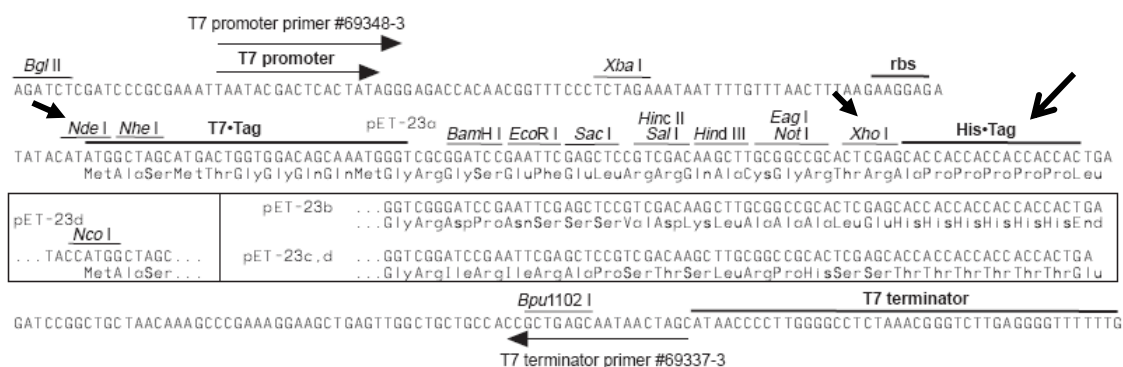 T7 promoter primer #69348-3
Bgl II T7 promoter Xba I rbs
AGATCTCGATCCCGCGAAATTAATACGACTCACTATAGGGAGACCACAACGGTTTCCCTCTAGAAATAATTTTGTTTAACTTTAAGAAGGAGA
Nde I Nhe I T7•Tag pET-23a BamH I EcoR I Sac I Hinc II Sal I Hind III Eag I Not I Xho I His•Tag
TATACATATGGCTAGCATGACTGGTGGACAGCAAATGGGTCGCGGATCCGAATTCGAGCTCCGTCGACAAGCTTGCGGCCGCACTCGAGCACCACCACCACCACCACTGA
MetAlaSerMetThrGlyGlyGlnGlnMetGlyArgGlySerGluPheGluLeuArgArgGlnAlaCysGlyArgThrArgAlaProProProProProProLeu
pET-23d
Nco I
...TACCATGGCTAGC...
MetAlaSer...
pET-23b ...GGTCGGGATCCGAATTCGAGCTCCGTCGACAAGCTTGCGGCCGCACTCGAGCACCACCACCACCACCACTGA
GlyArgAspProAsnSerSerSerValAspLysLeuAlaAlaAlaLeuGluHisHisHisHisHisHisEnd
pET-23c,d ...GGTCGGATCCGAATTCGAGCTCCGTCGACAAGCTTGCGGCCGCACTCGAGCACCACCACCACCACCACTGA
GlyArgIleArgIleArgAlaProSerThrSerLeuArgProHisSerSerThrThrThrThrThrThrGlu
Bpu1102 I T7 terminator
GATCCGGCTGCTAACAAAGCCCGAAAGGAAGCTGAGTTGGCTGCTGCCACCGCTGAGCAATAACTAGCATAACCCCTTGGGGCCTCTAAACGGGTCTTGAGGGGTTTTTTG
T7 terminator primer #69337-3